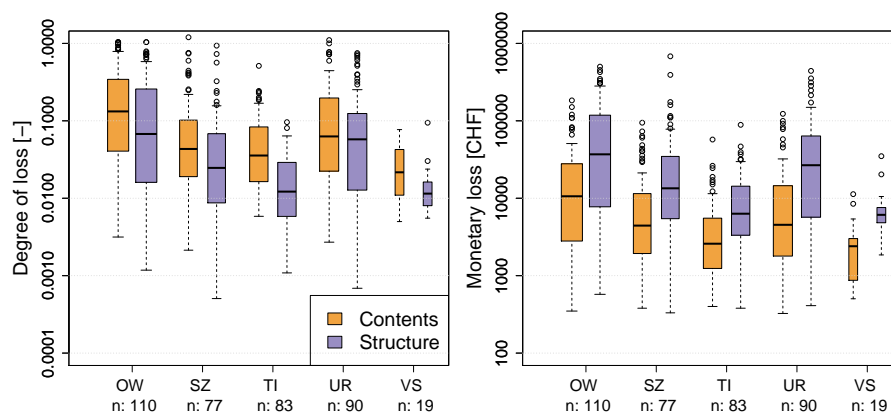 Degree of loss [-]
1.0000
0.1000
0.0100
0.0010
0.0001
Contents
Structure
OW SZ TI UR VS
n: 110 n: 77 n: 83 n: 90 n: 19
Monetary loss [CHF]
1000000
100000
10000
1000
100
OW SZ TI UR VS
n: 110 n: 77 n: 83 n: 90 n: 19